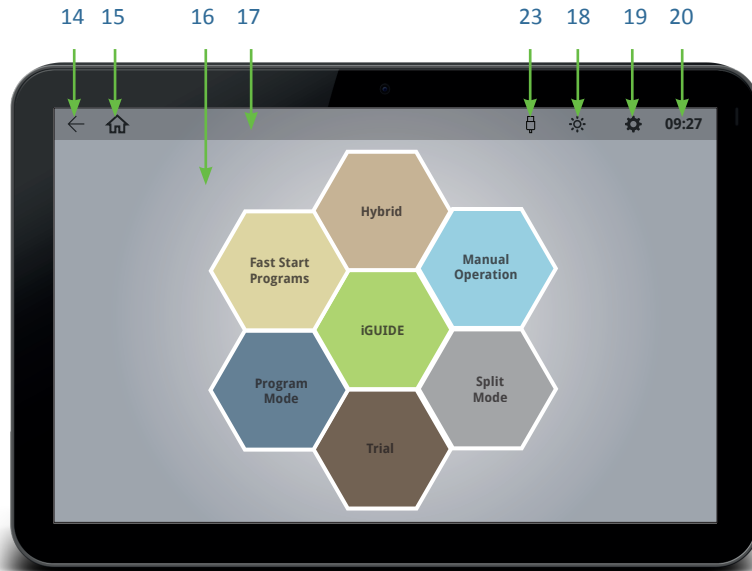 14 15 16 17 23 18 19 20
09:27
Hybrid
Fast Start
Programs
Manual
Operation
iGUIDE
Program
Mode
Split
Mode
Trial